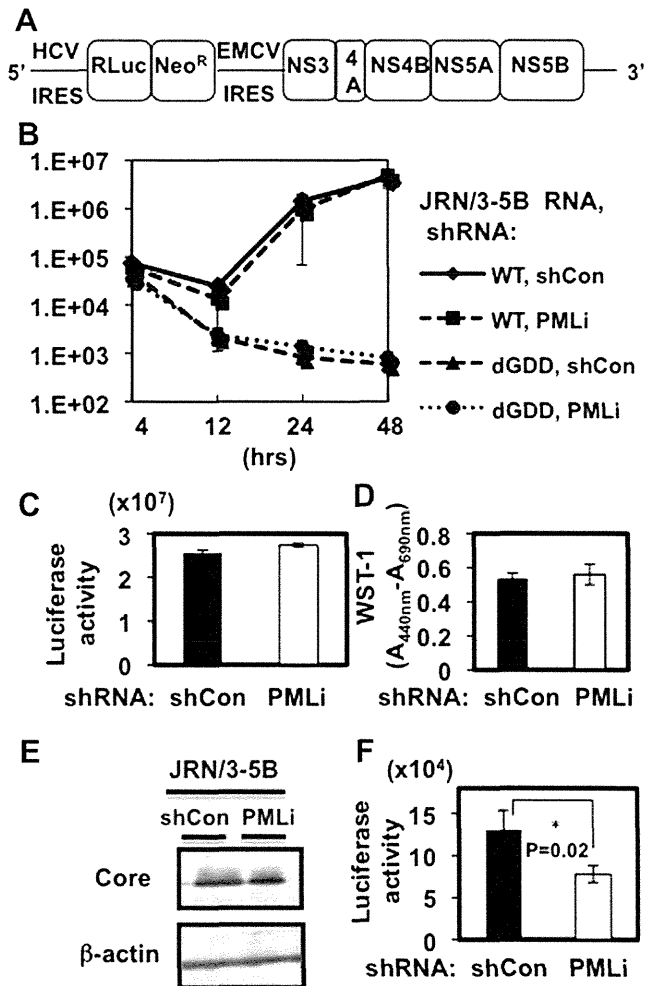 A
HCV EMCV
5' RLuc Neoᴿ NS3 4A NS4B NS5A NS5B 3'
IRES IRES
B
1.E+07
1.E+06
1.E+05
1.E+04
1.E+03
1.E+02
4 12 24 48
(hrs)
JRN/3-5B RNA,
shRNA:
WT, shCon
WT, PMLi
dGDD, shCon
dGDD, PMLi
C
(x10⁷)
Luciferase
activity
3
2
1
0
shRNA: shCon PMLi
D
WST-1
(A440nm-A690nm)
0.8
0.6
0.4
0.2
0
shCon PMLi
E
JRN/3-5B
shCon PMLi
Core
β-actin
F
(x10⁴)
Luciferase
activity
15
10
5
0
*
P=0.02
shRNA: shCon PMLi